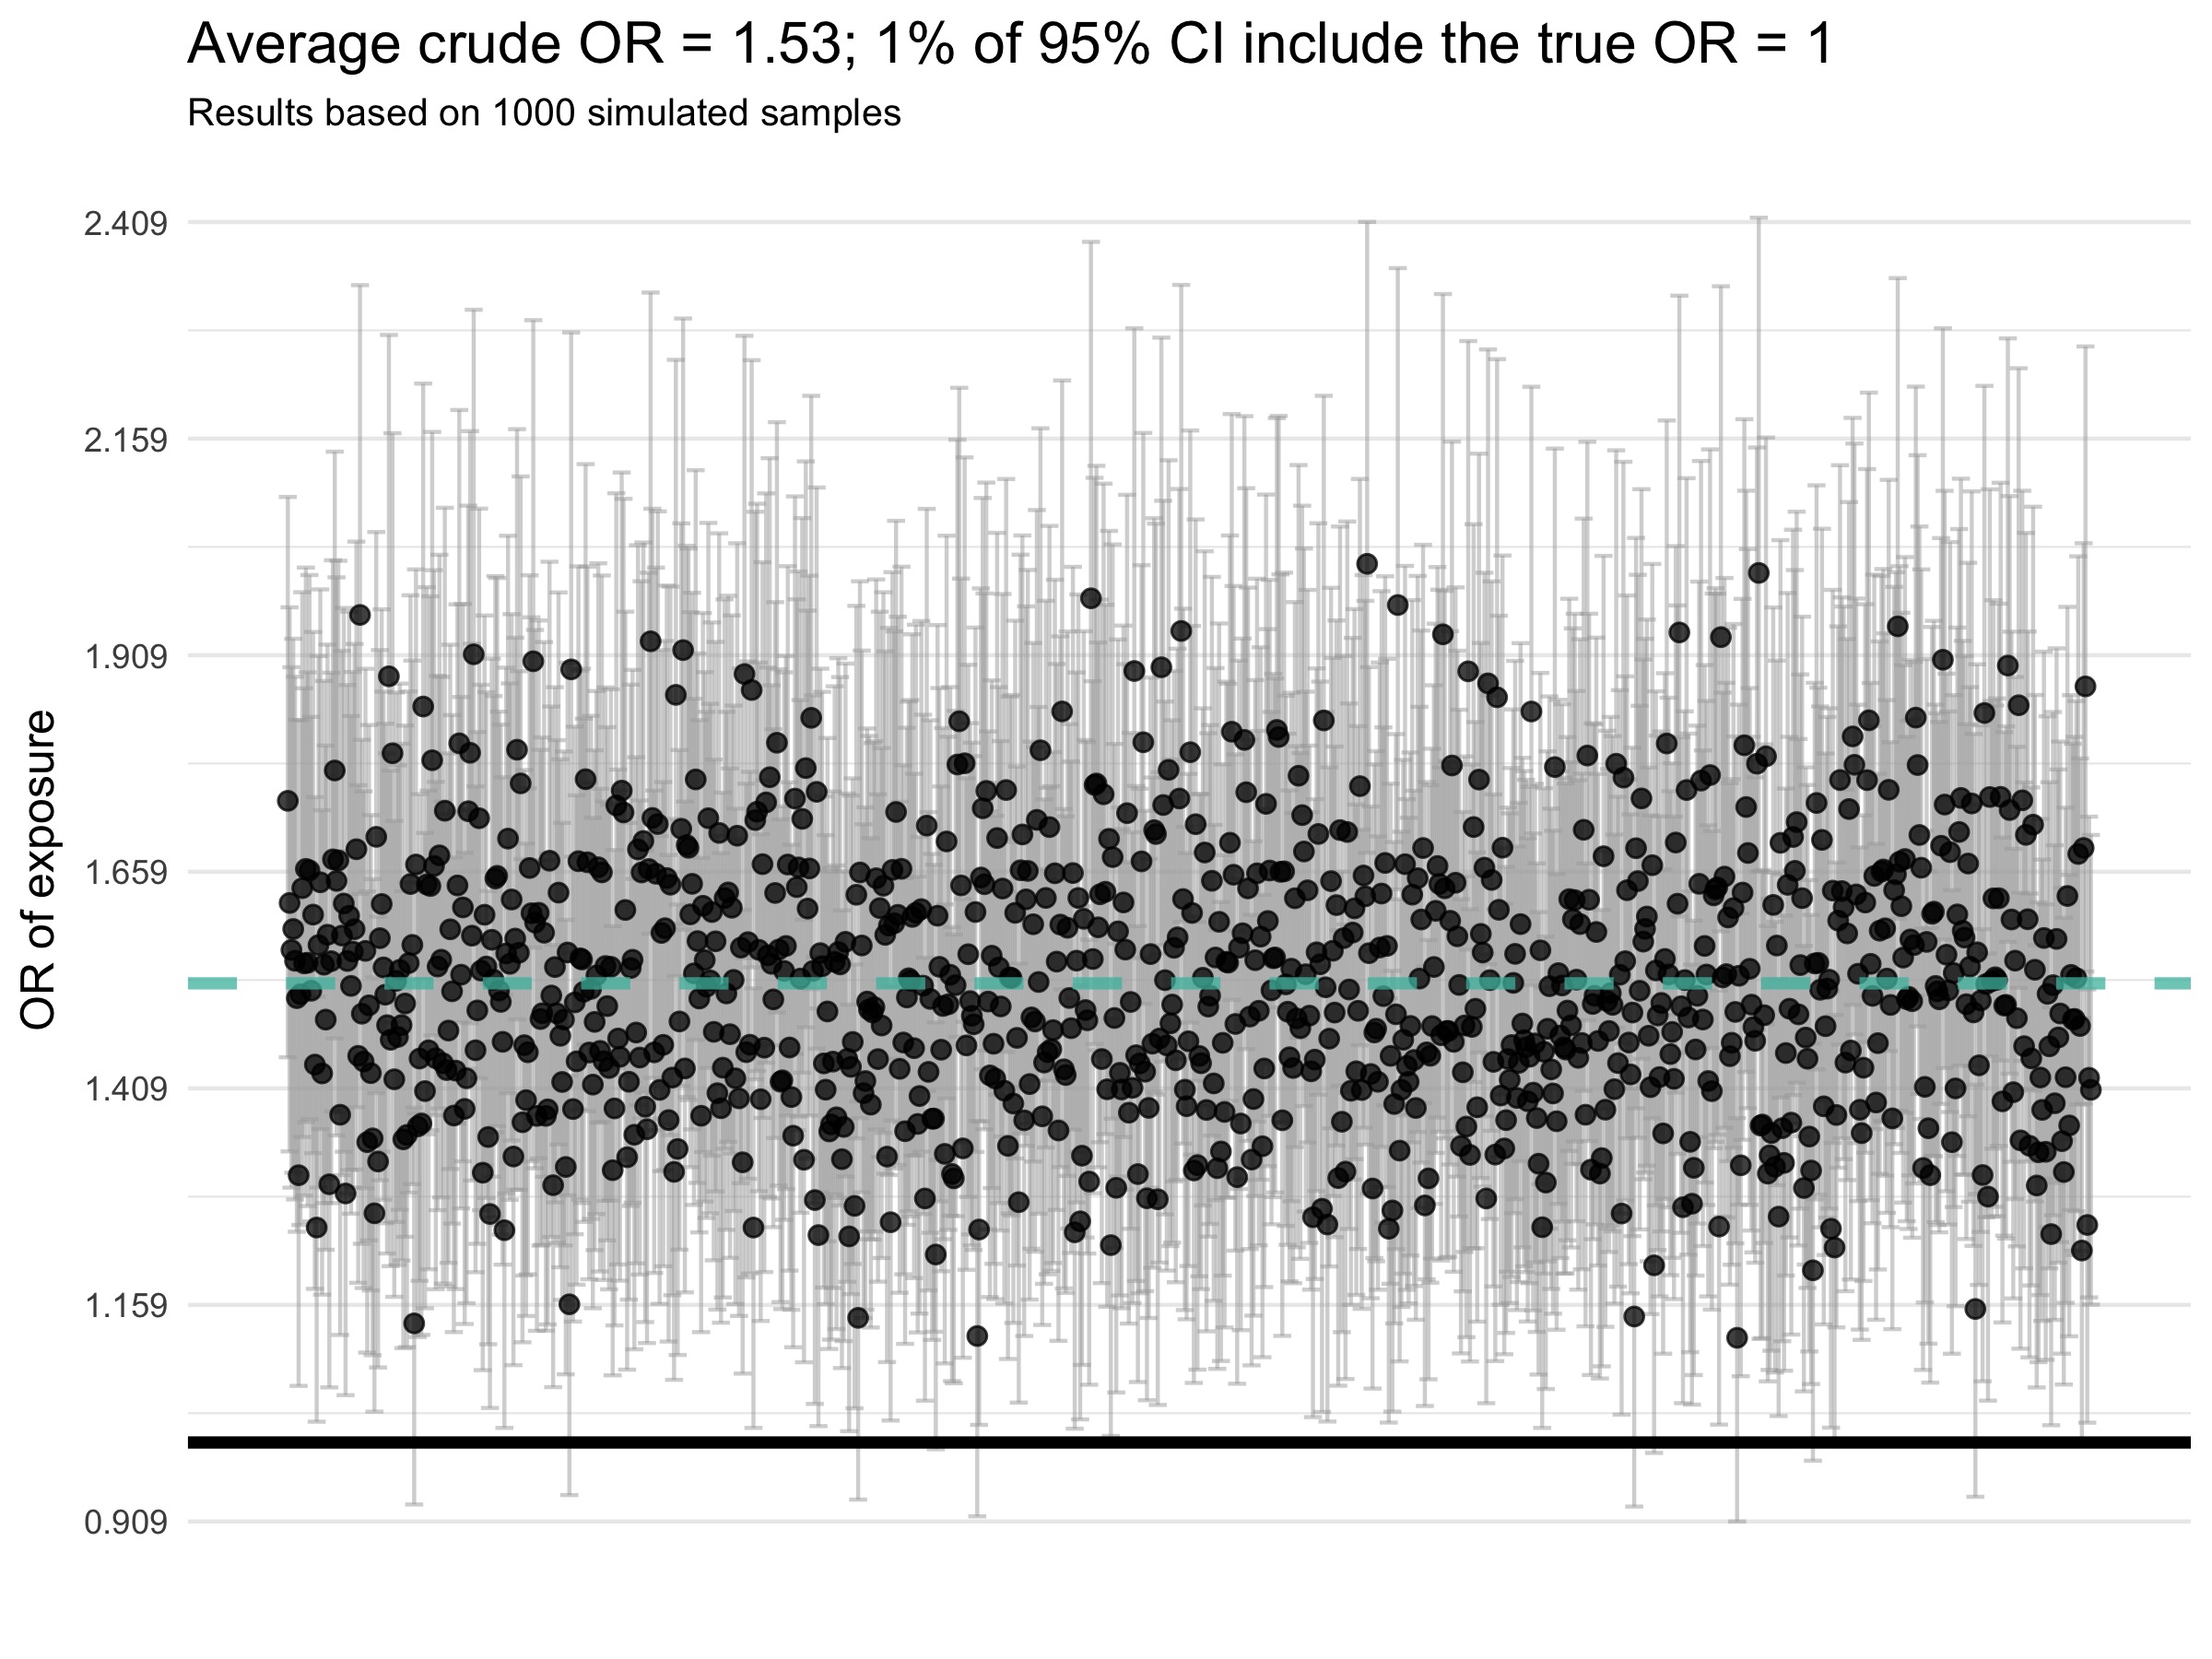 Average crude OR = 1.53; 1% of 95% CI include the true OR = 1
Results based on 1000 simulated samples
2.409
2.159
1.909
1.659
1.409
1.159
0.909
OR of exposure